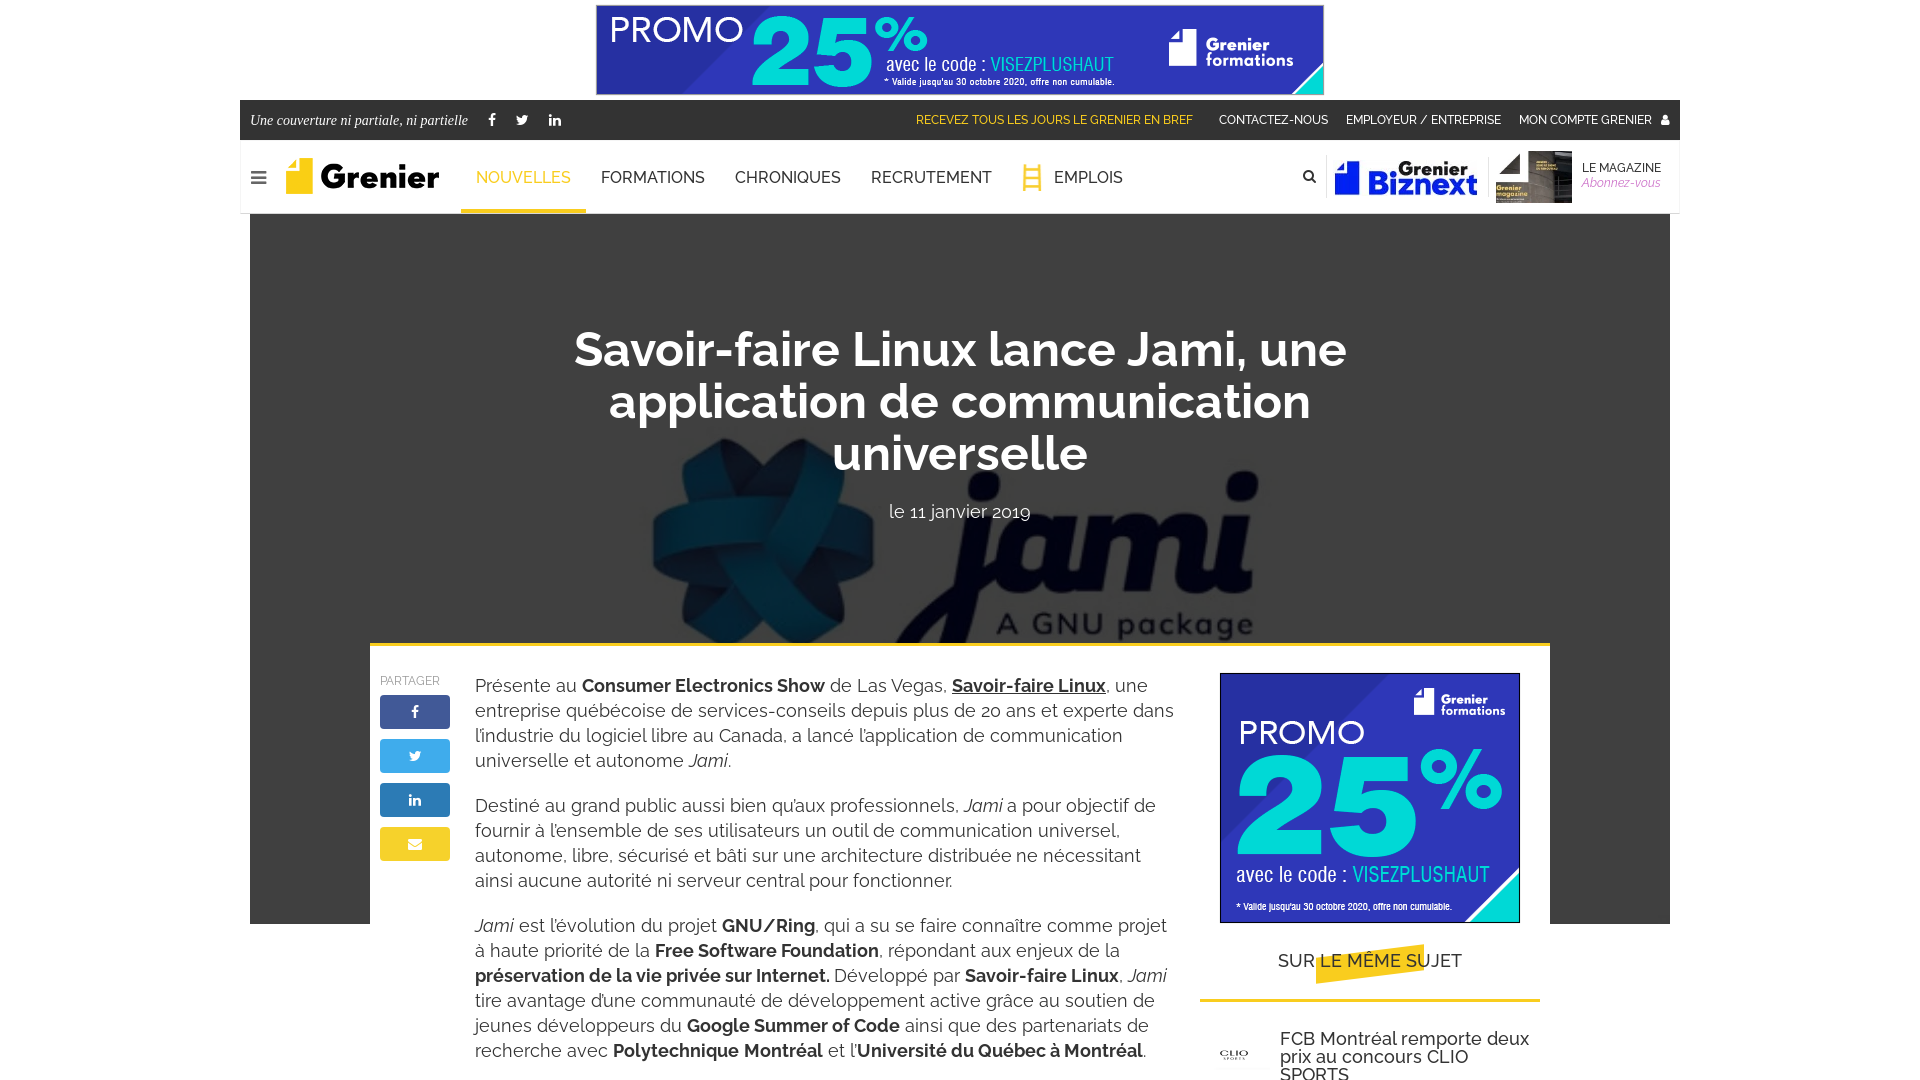 PROMO 25%
avec le code : VISEZPLUSHAUT
* Valide jusqu'au 30 octobre 2020, offre non cumulable.
Grenier
formations
Une couverture ni partiale, ni partielle
RECEVEZ TOUS LES JOURS LE GRENIER EN BREF
CONTACTEZ-NOUS
EMPLOYEUR / ENTREPRISE
MON COMPTE GRENIER
Grenier
NOUVELLES
FORMATIONS
CHRONIQUES
RECRUTEMENT
EMPLOIS
Grenier
Biznext
Grenier
magazine
LE MAGAZINE
Abonnez-vous
Savoir-faire Linux lance Jami, une
application de communication
universelle
le 11 janvier 2019
jami
A GNU package
PARTAGER
Présente au Consumer Electronics Show de Las Vegas, Savoir-faire Linux, une
entreprise québécoise de services-conseils depuis plus de 20 ans et experte dans
l'industrie du logiciel libre au Canada, a lancé l'application de communication
universelle et autonome Jami.
Destiné au grand public aussi bien qu'aux professionnels, Jami a pour objectif de
fournir à l'ensemble de ses utilisateurs un outil de communication universel,
autonome, libre, sécurisé et bâti sur une architecture distribuée ne nécessitant
ainsi aucune autorité ni serveur central pour fonctionner.
Jami est l'évolution du projet GNU/Ring, qui a su se faire connaître comme projet
à haute priorité de la Free Software Foundation, répondant aux enjeux de la
préservation de la vie privée sur Internet. Développé par Savoir-faire Linux, Jami
tire avantage d'une communauté de développement active grâce au soutien de
jeunes développeurs du Google Summer of Code ainsi que des partenariats de
recherche avec Polytechnique Montréal et l'Université du Québec à Montréal.
Grenier
formations
PROMO
25%
avec le code : VISEZPLUSHAUT
* Valide jusqu'au 30 octobre 2020, offre non cumulable.
SUR LE MÊME SUJET
CLIO
SPORTS
FCB Montréal remporte deux
prix au concours CLIO
SPORTS